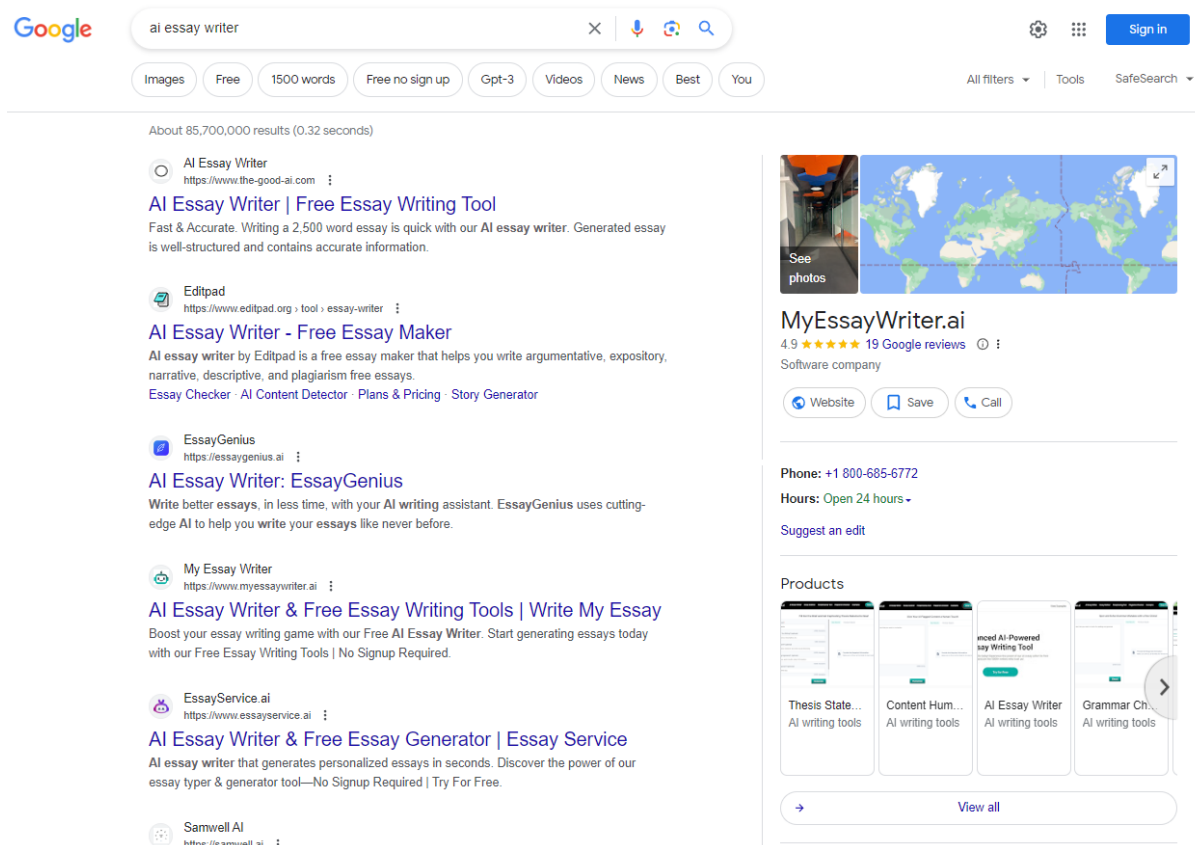 Google
ai essay writer
Sign in
Images
Free
1500 words
Free no sign up
Gpt-3
Videos
News
Best
You
All filters
Tools
SafeSearch
About 85,700,000 results (0.32 seconds)
AI Essay Writer
https://www.the-good-ai.com
AI Essay Writer | Free Essay Writing Tool
Fast & Accurate. Writing a 2,500 word essay is quick with our AI essay writer. Generated essay
is well-structured and contains accurate information.
Editpad
https://www.editpad.org › tool › essay-writer
AI Essay Writer - Free Essay Maker
AI essay writer by Editpad is a free essay maker that helps you write argumentative, expository,
narrative, descriptive, and plagiarism free essays.
Essay Checker · AI Content Detector · Plans & Pricing · Story Generator
EssayGenius
https://essaygenius.ai
AI Essay Writer: EssayGenius
Write better essays, in less time, with your AI writing assistant. EssayGenius uses cutting-
edge AI to help you write your essays like never before.
My Essay Writer
https://www.myessaywriter.ai
AI Essay Writer & Free Essay Writing Tools | Write My Essay
Boost your essay writing game with our Free AI Essay Writer. Start generating essays today
with our Free Essay Writing Tools | No Signup Required.
EssayService.ai
https://www.essayservice.ai
AI Essay Writer & Free Essay Generator | Essay Service
AI essay writer that generates personalized essays in seconds. Discover the power of our
essay typer & generator tool—No Signup Required | Try For Free.
Samwell AI
https://samwell.ai
See
photos
MyEssayWriter.ai
4.9
19 Google reviews
Software company
Website
Save
Call
Phone: +1 800-685-6772
Hours: Open 24 hours
Suggest an edit
Products
nced AI-Powered
say Writing Tool
Thesis State...
AI writing tools
Content Hum...
AI writing tools
AI Essay Writer
AI writing tools
Grammar Ch...
AI writing tools
View all